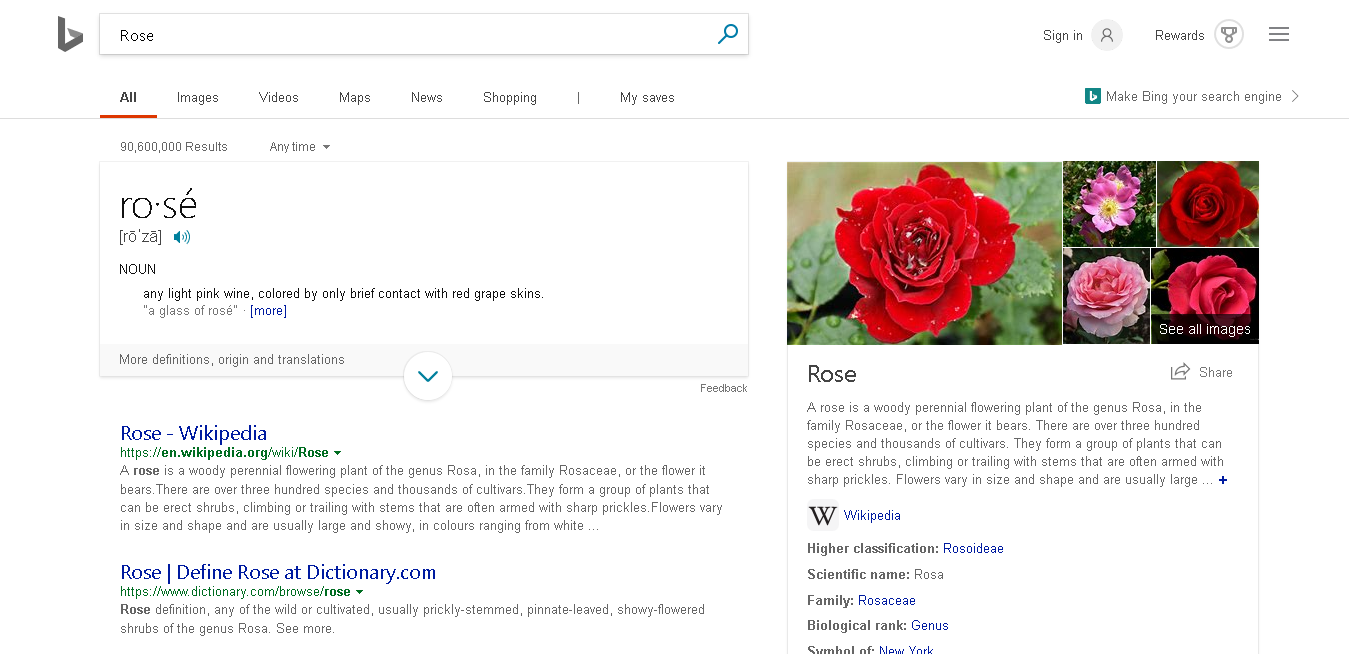 Rose
Sign in
Rewards
All
Images
Videos
Maps
News
Shopping
|
My saves
Make Bing your search engine
90,600,000 Results
Any time
ro·sé
[rōˈzā]
NOUN
any light pink wine, colored by only brief contact with red grape skins.
"a glass of rosé" · [more]
More definitions, origin and translations
Feedback
Rose - Wikipedia
https://en.wikipedia.org/wiki/Rose
A rose is a woody perennial flowering plant of the genus Rosa, in the family Rosaceae, or the flower it
bears.There are over three hundred species and thousands of cultivars.They form a group of plants that
can be erect shrubs, climbing or trailing with stems that are often armed with sharp prickles.Flowers vary
in size and shape and are usually large and showy, in colours ranging from white ...
Rose | Define Rose at Dictionary.com
https://www.dictionary.com/browse/rose
Rose definition, any of the wild or cultivated, usually prickly-stemmed, pinnate-leaved, showy-flowered
shrubs of the genus Rosa. See more.
See all images
Rose
Share
A rose is a woody perennial flowering plant of the genus Rosa, in the
family Rosaceae, or the flower it bears. There are over three hundred
species and thousands of cultivars. They form a group of plants that can
be erect shrubs, climbing or trailing with stems that are often armed with
sharp prickles. Flowers vary in size and shape and are usually large ... +
W Wikipedia
Higher classification: Rosoideae
Scientific name: Rosa
Family: Rosaceae
Biological rank: Genus
Symbol of: New York